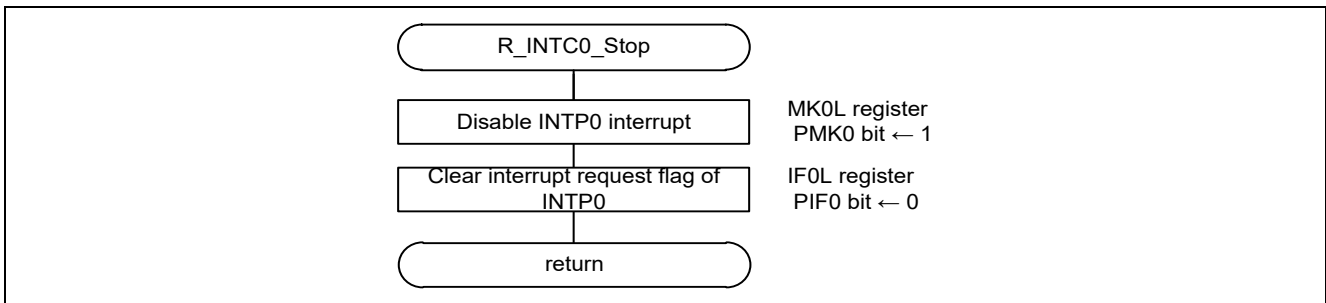 R_INTC0_Stop
Disable INTP0 interrupt
MK0L register
PMK0 bit ← 1
Clear interrupt request flag of
INTP0
IF0L register
PIF0 bit ← 0
return